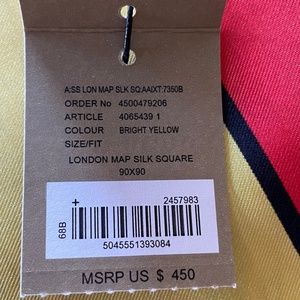 A:SS LON MAP SLK SQ:AAIXT:7350B
ORDER No 4500479206
ARTICLE 4065439 1
COLOUR BRIGHT YELLOW
SIZE/FIT
LONDON MAP SILK SQUARE
90X90
+ 2457983
68B
5045551393084
MSRP US $ 450